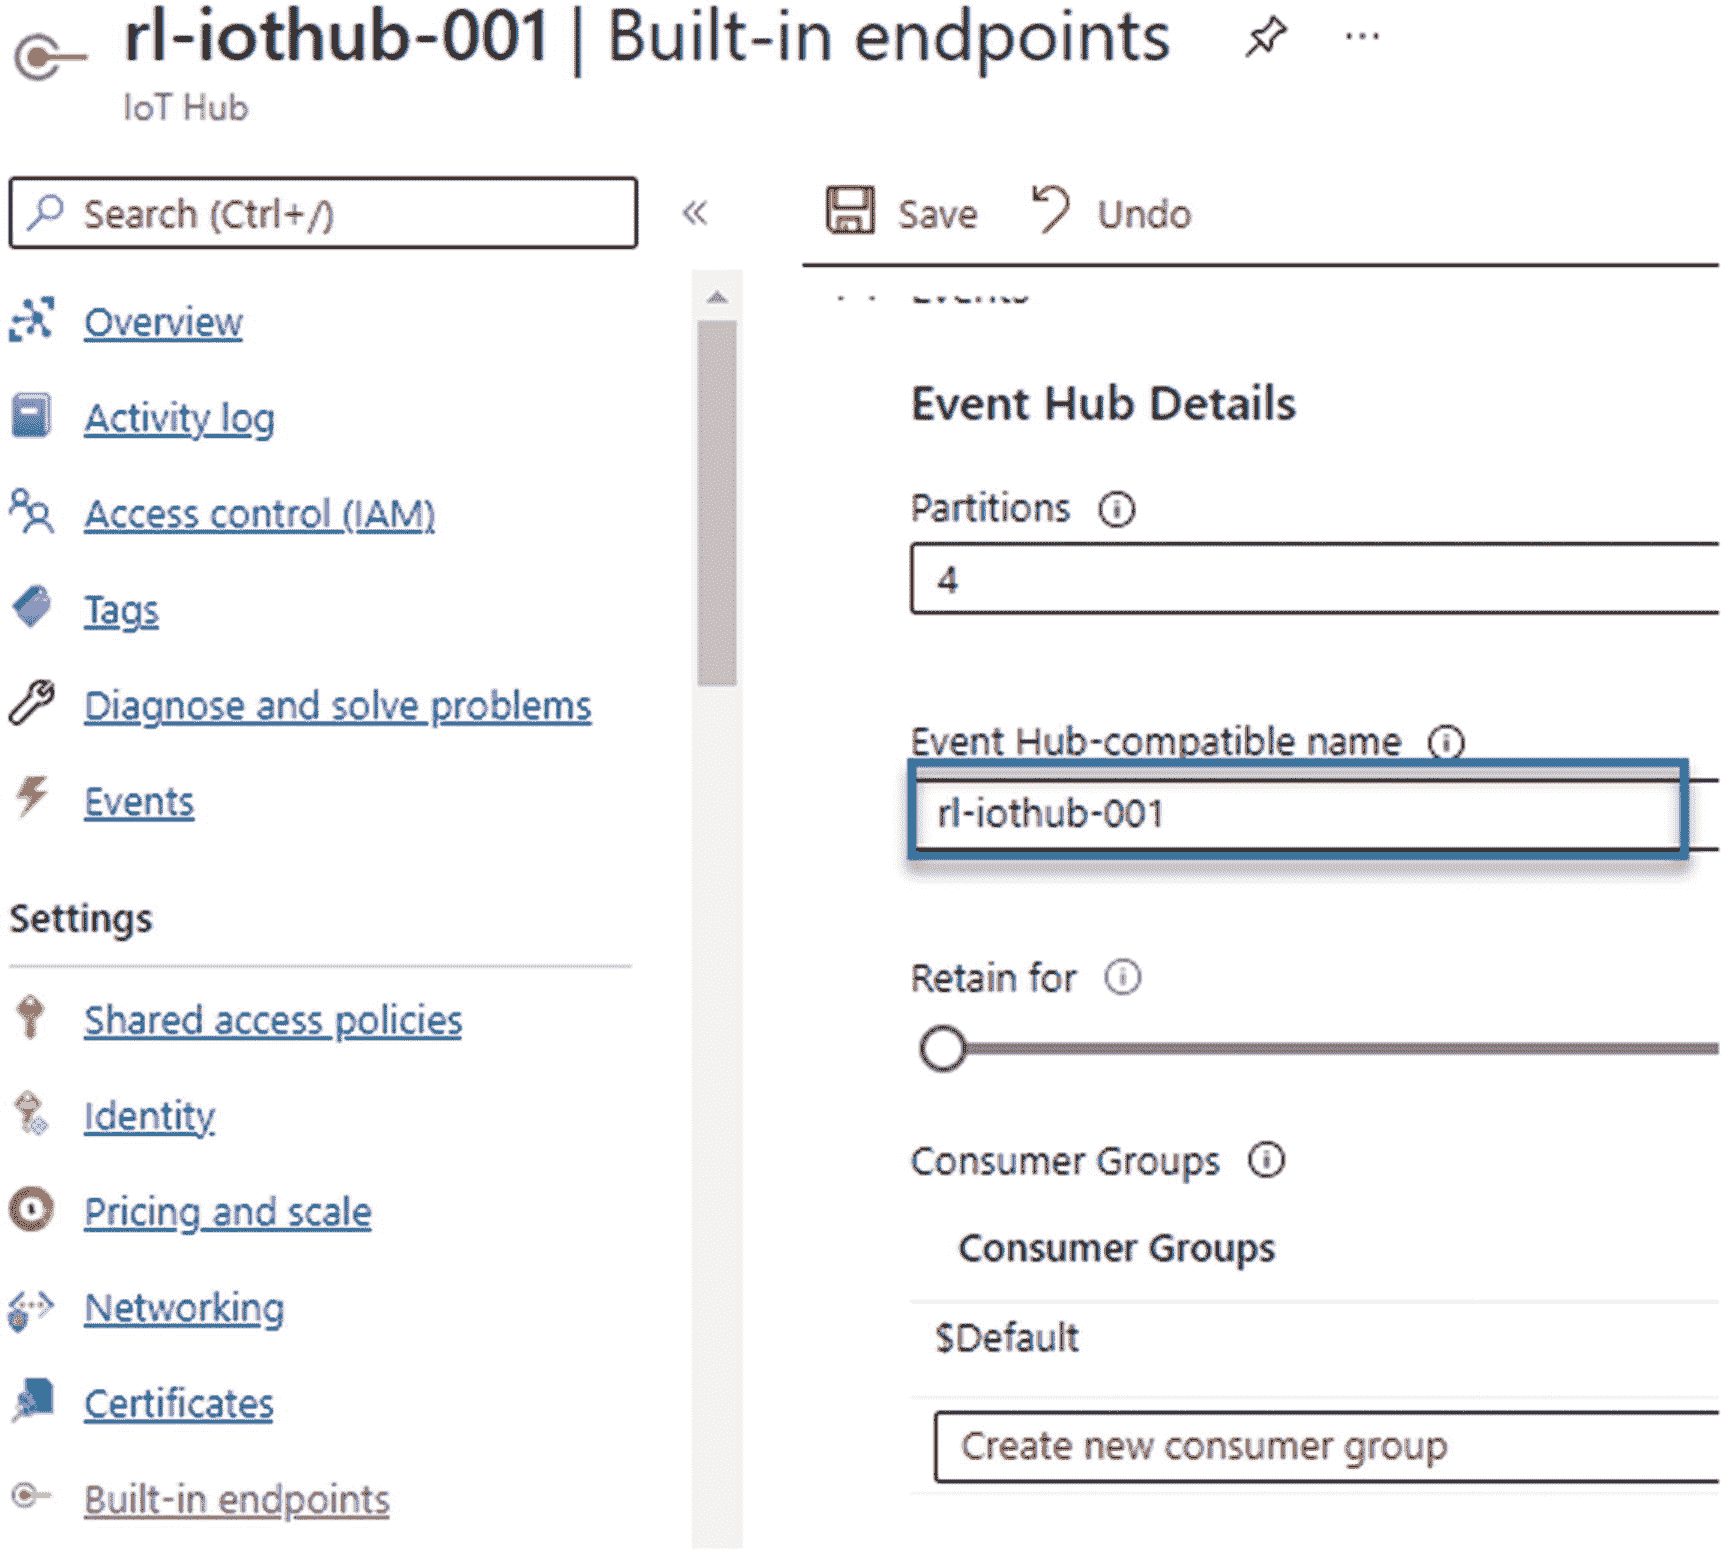 rl-iothub-001 | Built-in endpoints
IoT Hub
Search (Ctrl+/)
«
Overview
Activity log
Access control (IAM)
Tags
Diagnose and solve problems
Events
Settings
Shared access policies
Identity
Pricing and scale
Networking
Certificates
Built-in endpoints
Save
Undo
Event Hub Details
Partitions
4
Event Hub-compatible name
rl-iothub-001
Retain for
Consumer Groups
Consumer Groups
$Default
Create new consumer group